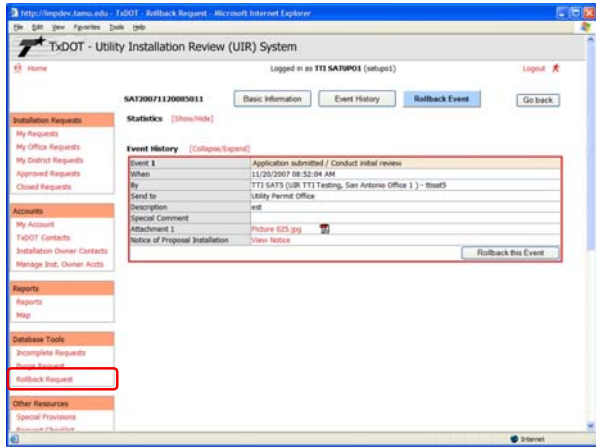 http://impdev.tamu.edu - TxDOT - Rollback Request - Microsoft Internet Explorer
File Edit View Favorites Tools Help
TxDOT - Utility Installation Review (UIR) System
Home Logged in as TTI SATUPO1 (satupo1) Logout
SAT20071120085011 Basic Information Event History Rollback Event Go back
Statistics [Show/Hide]
Installation Requests
My Requests
My Office Requests
My District Requests
Approved Requests
Closed Requests
Accounts
My Account
TxDOT Contacts
Installation Owner Contacts
Manage Inst. Owner Accts
Reports
Reports
Map
Database Tools
Incomplete Requests
Purge Request
Rollback Request
Other Resources
Special Provisions
Request Checklist
Event History [Collapse/Expand]
Event 1 Application submitted / Conduct initial review
When 11/20/2007 08:52:04 AM
By TTI SAT5 (UIR TTI Testing, San Antonio Office 1 ) - ttisat5
Send to Utility Permit Office
Description est
Special Comment
Attachment 1 Picture 025.jpg
Notice of Proposal Installation View Notice
Rollback this Event
Internet